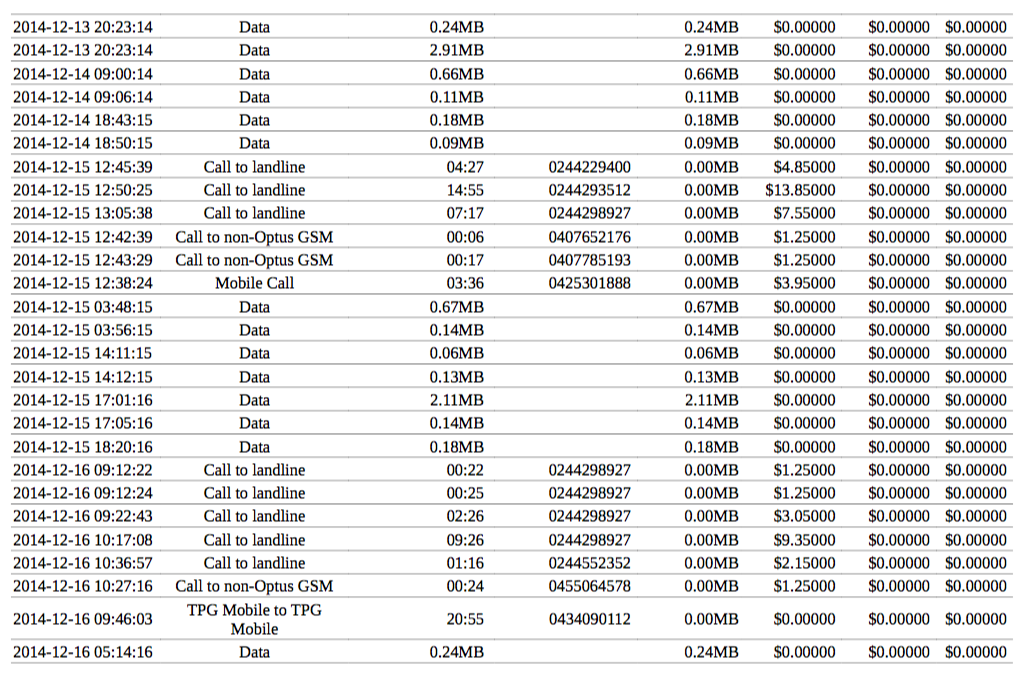 2014-12-13 20:23:14 Data 0.24MB 0.24MB $0.00000 $0.00000 $0.00000
2014-12-13 20:23:14 Data 2.91MB 2.91MB $0.00000 $0.00000 $0.00000
2014-12-14 09:00:14 Data 0.66MB 0.66MB $0.00000 $0.00000 $0.00000
2014-12-14 09:06:14 Data 0.11MB 0.11MB $0.00000 $0.00000 $0.00000
2014-12-14 18:43:15 Data 0.18MB 0.18MB $0.00000 $0.00000 $0.00000
2014-12-14 18:50:15 Data 0.09MB 0.09MB $0.00000 $0.00000 $0.00000
2014-12-15 12:45:39 Call to landline 04:27 0244229400 0.00MB $4.85000 $0.00000 $0.00000
2014-12-15 12:50:25 Call to landline 14:55 0244293512 0.00MB $13.85000 $0.00000 $0.00000
2014-12-15 13:05:38 Call to landline 07:17 0244298927 0.00MB $7.55000 $0.00000 $0.00000
2014-12-15 12:42:39 Call to non-Optus GSM 00:06 0407652176 0.00MB $1.25000 $0.00000 $0.00000
2014-12-15 12:43:29 Call to non-Optus GSM 00:17 0407785193 0.00MB $1.25000 $0.00000 $0.00000
2014-12-15 12:38:24 Mobile Call 03:36 0425301888 0.00MB $3.95000 $0.00000 $0.00000
2014-12-15 03:48:15 Data 0.67MB 0.67MB $0.00000 $0.00000 $0.00000
2014-12-15 03:56:15 Data 0.14MB 0.14MB $0.00000 $0.00000 $0.00000
2014-12-15 14:11:15 Data 0.06MB 0.06MB $0.00000 $0.00000 $0.00000
2014-12-15 14:12:15 Data 0.13MB 0.13MB $0.00000 $0.00000 $0.00000
2014-12-15 17:01:16 Data 2.11MB 2.11MB $0.00000 $0.00000 $0.00000
2014-12-15 17:05:16 Data 0.14MB 0.14MB $0.00000 $0.00000 $0.00000
2014-12-15 18:20:16 Data 0.18MB 0.18MB $0.00000 $0.00000 $0.00000
2014-12-16 09:12:22 Call to landline 00:22 0244298927 0.00MB $1.25000 $0.00000 $0.00000
2014-12-16 09:12:24 Call to landline 00:25 0244298927 0.00MB $1.25000 $0.00000 $0.00000
2014-12-16 09:22:43 Call to landline 02:26 0244298927 0.00MB $3.05000 $0.00000 $0.00000
2014-12-16 10:17:08 Call to landline 09:26 0244298927 0.00MB $9.35000 $0.00000 $0.00000
2014-12-16 10:36:57 Call to landline 01:16 0244552352 0.00MB $2.15000 $0.00000 $0.00000
2014-12-16 10:27:16 Call to non-Optus GSM 00:24 0455064578 0.00MB $1.25000 $0.00000 $0.00000
TPG Mobile to TPG
2014-12-16 09:46:03 20:55 0434090112 0.00MB $0.00000 $0.00000 $0.00000
Mobile
2014-12-16 05:14:16 Data 0.24MB 0.24MB $0.00000 $0.00000 $0.00000